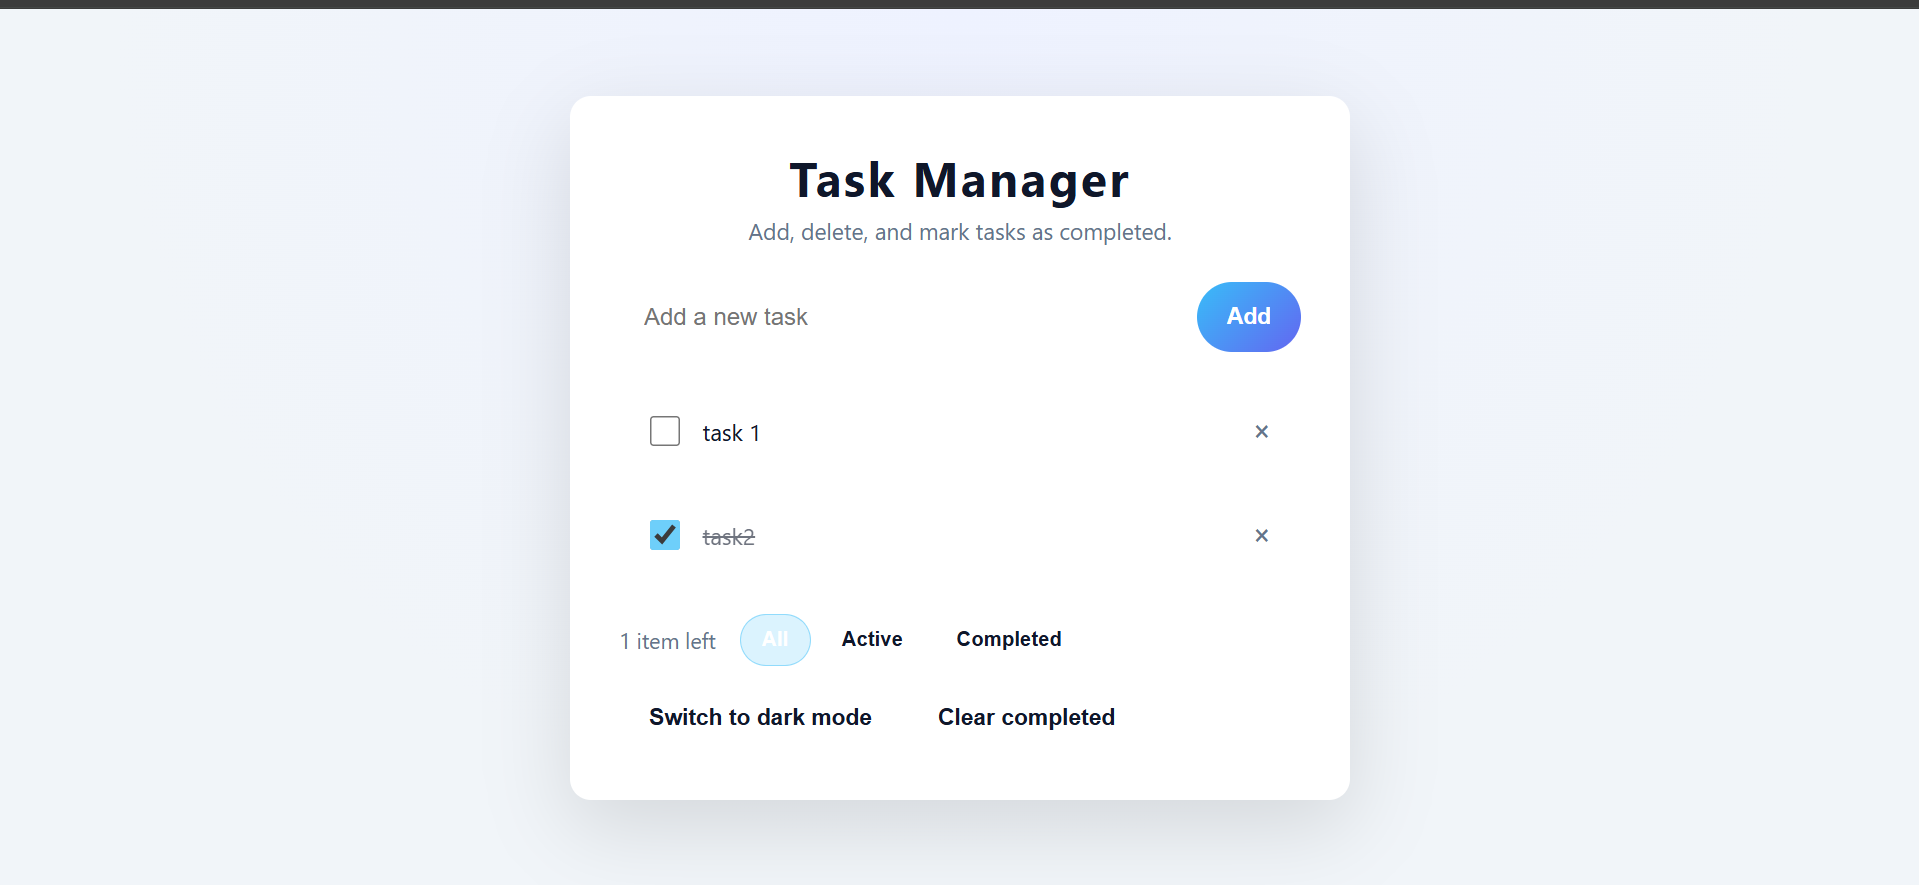 Task Manager
Add, delete, and mark tasks as completed.
Add a new task Add
task 1 ×
task2 ×
1 item left All Active Completed
Switch to dark mode Clear completed